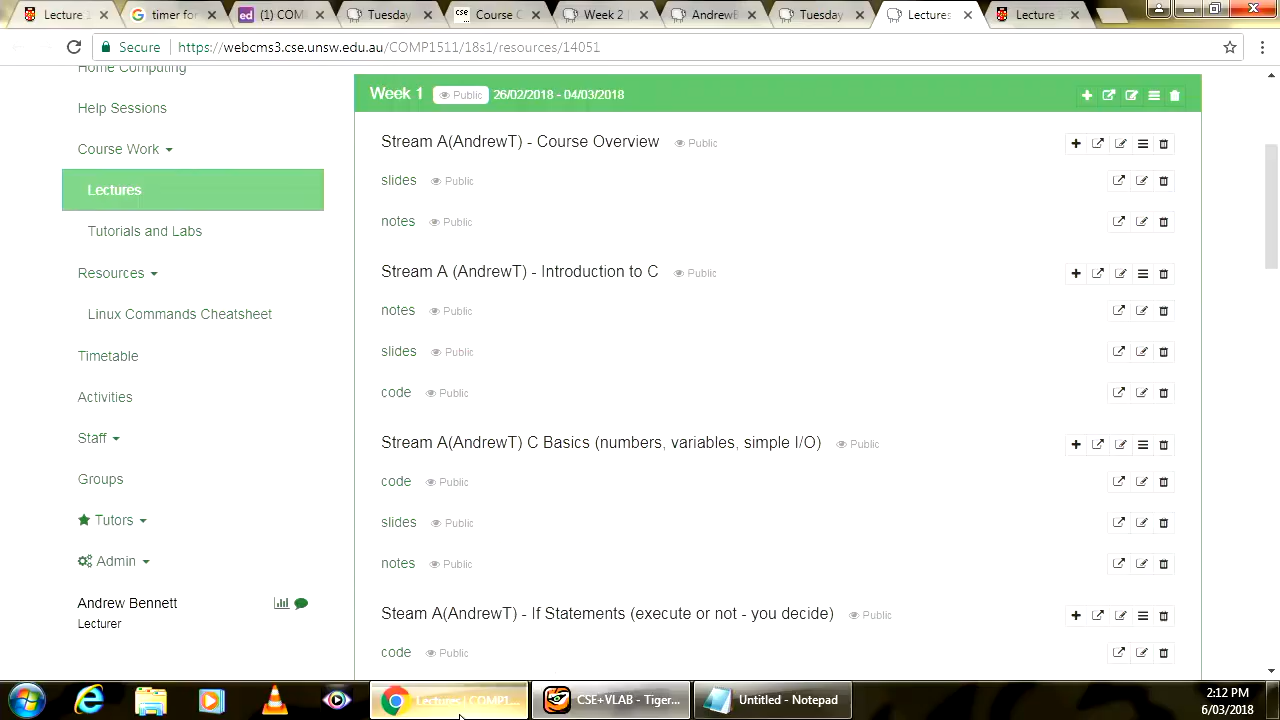 Lecture
timer for
(1) COM
Tuesday
Course C
Week 2
AndrewB
Tuesday
Lectures
Lecture
Secure
https://webcms3.cse.unsw.edu.au/COMP1511/18s1/resources/14051
Home Computing
Help Sessions
Course Work
Lectures
Tutorials and Labs
Resources
Linux Commands Cheatsheet
Timetable
Activities
Staff
Groups
Tutors
Admin
Andrew Bennett
Lecturer
Week 1 Public 26/02/2018 - 04/03/2018
Stream A(AndrewT) - Course Overview Public
slides Public
notes Public
Stream A (AndrewT) - Introduction to C Public
notes Public
slides Public
code Public
Stream A(AndrewT) C Basics (numbers, variables, simple I/O) Public
code Public
slides Public
notes Public
Steam A(AndrewT) - If Statements (execute or not - you decide) Public
code Public
Lectures | COMP1...
CSE+VLAB - Tiger...
Untitled - Notepad
2:12 PM
6/03/2018